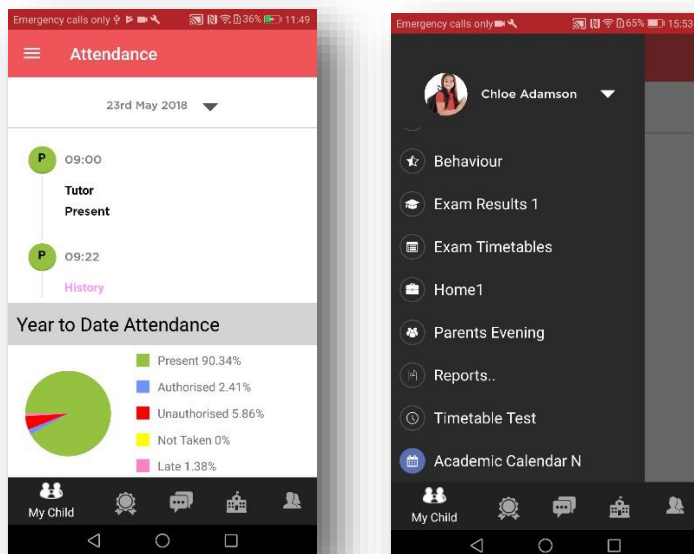 Emergency calls only 36% 11:49
Attendance
23rd May 2018
P 09:00
Tutor
Present
P 09:22
History
Year to Date Attendance
Present 90.34%
Authorised 2.41%
Unauthorised 5.86%
Not Taken 0%
Late 1.38%
My Child
Emergency calls only 65% 15:53
Chloe Adamson
Behaviour
Exam Results 1
Exam Timetables
Home1
Parents Evening
Reports..
Timetable Test
Academic Calendar N
My Child